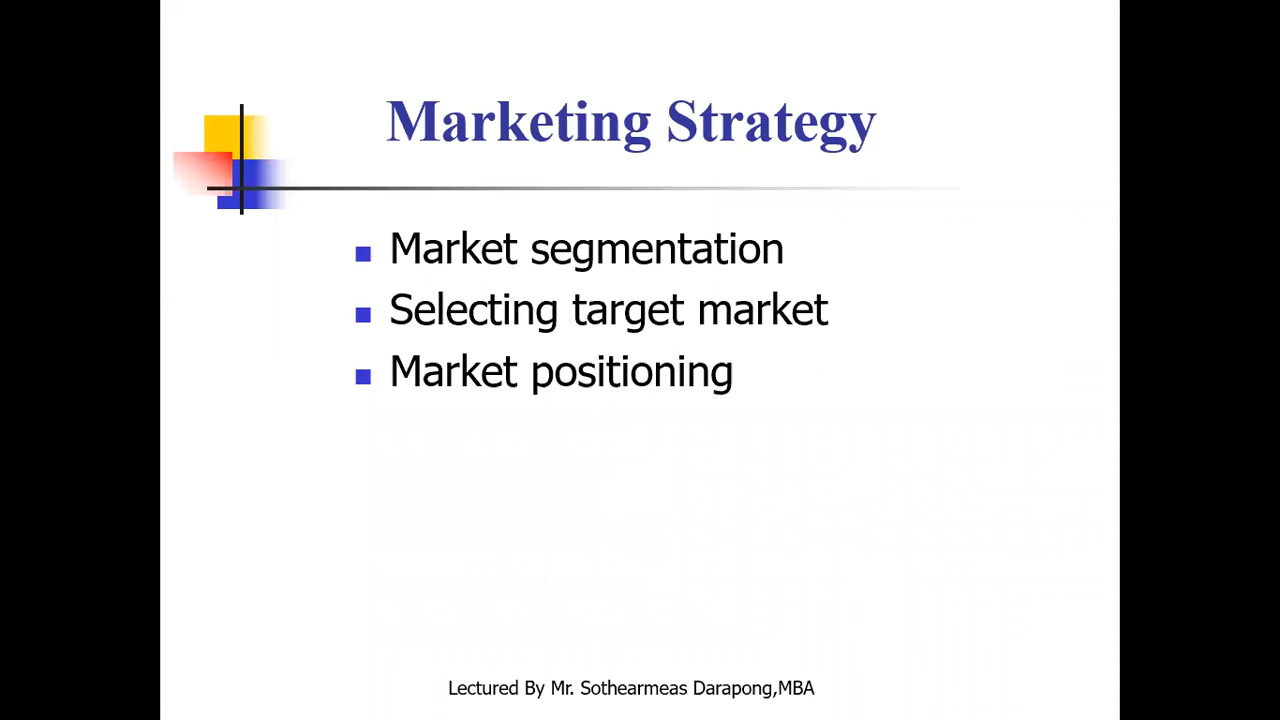 Marketing Strategy
Market segmentation
Selecting target market
Market positioning
Lectured By Mr. Sothearmeas Darapong,MBA